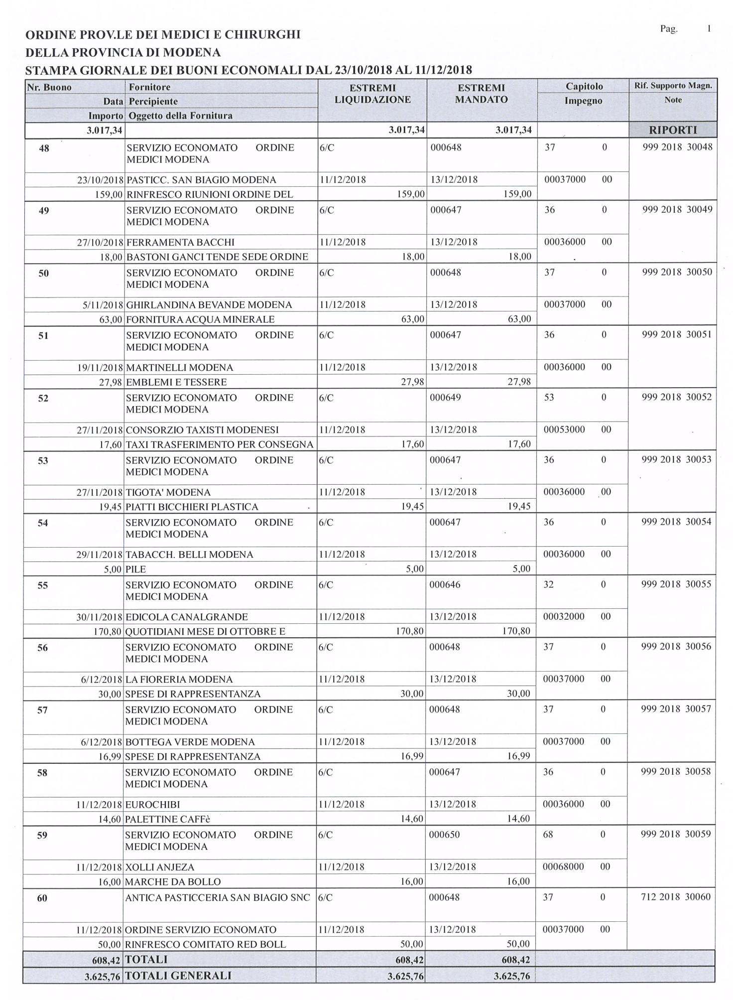 Pag. 1
ORDINE PROV.LE DEI MEDICI E CHIRURGHI
DELLA PROVINCIA DI MODENA
STAMPA GIORNALE DEI BUONI ECONOMALI DAL 23/10/2018 AL 11/12/2018
Nr. Buono Fornitore ESTREMI ESTREMI Capitolo Rif. Supporto Magn.
Data Percipiente LIQUIDAZIONE MANDATO Impegno Note
Importo Oggetto della Fornitura
3.017,34 3.017,34 3.017,34 RIPORTI
48 SERVIZIO ECONOMATO ORDINE 6/C 000648 37 0 999 2018 30048
MEDICI MODENA
23/10/2018 PASTICC. SAN BIAGIO MODENA 11/12/2018 13/12/2018 00037000 00
159,00 RINFRESCO RIUNIONI ORDINE DEL 159,00 159,00
49 SERVIZIO ECONOMATO ORDINE 6/C 000647 36 0 999 2018 30049
MEDICI MODENA
27/10/2018 FERRAMENTA BACCHI 11/12/2018 13/12/2018 00036000 00
18,00 BASTONI GANCI TENDE SEDE ORDINE 18,00 18,00
50 SERVIZIO ECONOMATO ORDINE 6/C 000648 37 0 999 2018 30050
MEDICI MODENA
5/11/2018 GHIRLANDINA BEVANDE MODENA 11/12/2018 13/12/2018 00037000 00
63,00 FORNITURA ACQUA MINERALE 63,00 63,00
51 SERVIZIO ECONOMATO ORDINE 6/C 000647 36 0 999 2018 30051
MEDICI MODENA
19/11/2018 MARTINELLI MODENA 11/12/2018 13/12/2018 00036000 00
27,98 EMBLEMI E TESSERE 27,98 27,98
52 SERVIZIO ECONOMATO ORDINE 6/C 000649 53 0 999 2018 30052
MEDICI MODENA
27/11/2018 CONSORZIO TAXISTI MODENESI 11/12/2018 13/12/2018 00053000 00
17,60 TAXI TRASFERIMENTO PER CONSEGNA 17,60 17,60
53 SERVIZIO ECONOMATO ORDINE 6/C 000647 36 0 999 2018 30053
MEDICI MODENA
27/11/2018 TIGOTA' MODENA 11/12/2018 13/12/2018 00036000 00
19,45 PIATTI BICCHIERI PLASTICA 19,45 19,45
54 SERVIZIO ECONOMATO ORDINE 6/C 000647 36 0 999 2018 30054
MEDICI MODENA
29/11/2018 TABACCH. BELLI MODENA 11/12/2018 13/12/2018 00036000 00
5,00 PILE 5,00 5,00
55 SERVIZIO ECONOMATO ORDINE 6/C 000646 32 0 999 2018 30055
MEDICI MODENA
30/11/2018 EDICOLA CANALGRANDE 11/12/2018 13/12/2018 00032000 00
170,80 QUOTIDIANI MESE DI OTTOBRE E 170,80 170,80
56 SERVIZIO ECONOMATO ORDINE 6/C 000648 37 0 999 2018 30056
MEDICI MODENA
6/12/2018 LA FIORERIA MODENA 11/12/2018 13/12/2018 00037000 00
30,00 SPESE DI RAPPRESENTANZA 30,00 30,00
57 SERVIZIO ECONOMATO ORDINE 6/C 000648 37 0 999 2018 30057
MEDICI MODENA
6/12/2018 BOTTEGA VERDE MODENA 11/12/2018 13/12/2018 00037000 00
16,99 SPESE DI RAPPRESENTANZA 16,99 16,99
58 SERVIZIO ECONOMATO ORDINE 6/C 000647 36 0 999 2018 30058
MEDICI MODENA
11/12/2018 EUROCHIBI 11/12/2018 13/12/2018 00036000 00
14,60 PALETTINE CAFFè 14,60 14,60
59 SERVIZIO ECONOMATO ORDINE 6/C 000650 68 0 999 2018 30059
MEDICI MODENA
11/12/2018 XOLLI ANJEZA 11/12/2018 13/12/2018 00068000 00
16,00 MARCHE DA BOLLO 16,00 16,00
60 ANTICA PASTICCERIA SAN BIAGIO SNC 6/C 000648 37 0 712 2018 30060
11/12/2018 ORDINE SERVIZIO ECONOMATO 11/12/2018 13/12/2018 00037000 00
50,00 RINFRESCO COMITATO RED BOLL 50,00 50,00
608,42 TOTALI 608,42 608,42
3.625,76 TOTALI GENERALI 3.625,76 3.625,76